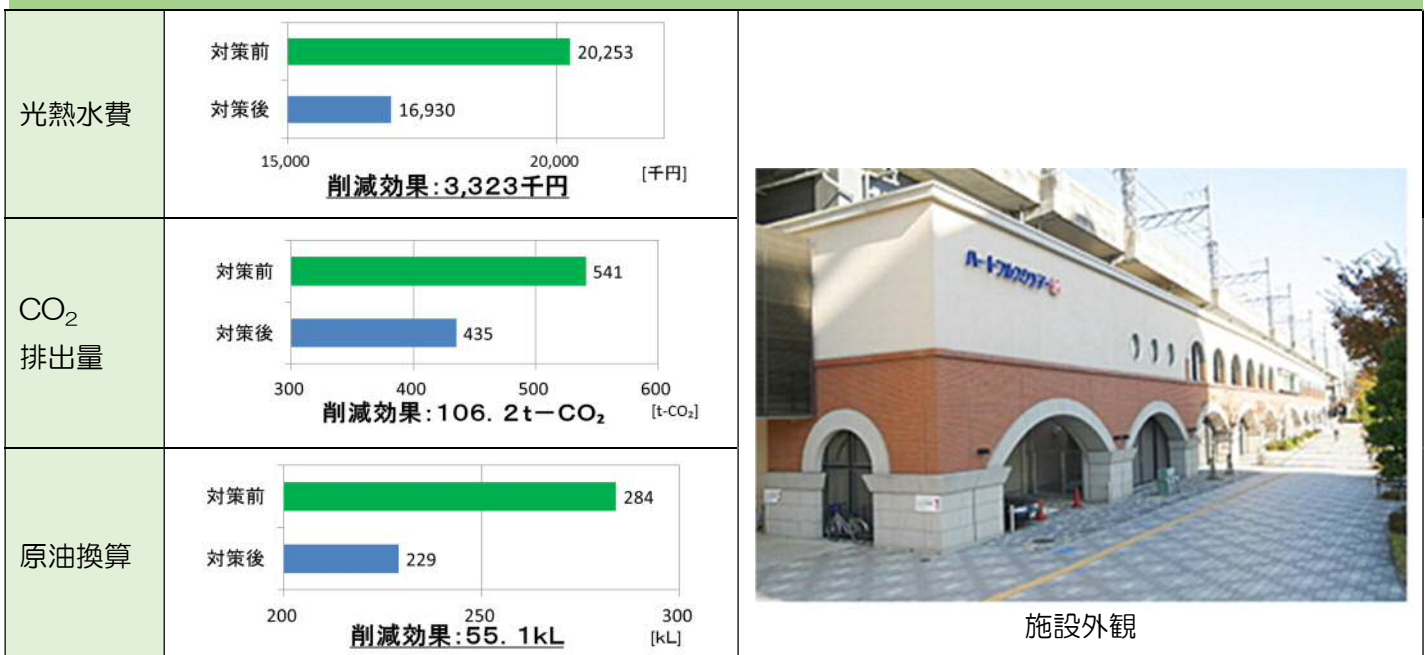 光熱水費
対策前
20,253
対策後
16,930
15,000
20,000
[千円]
削減効果：3,323千円
CO₂
排出量
対策前
541
対策後
435
300
400
500
600
[t-CO₂]
削減効果：106．2t－CO₂
原油換算
対策前
284
対策後
229
200
250
300
[kL]
削減効果：55．1kL
ハートフルスクエアーG
施設外観